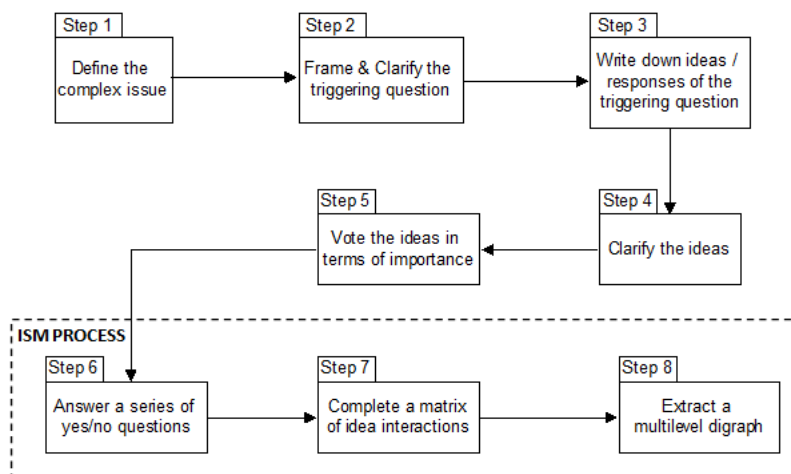 Step 1
Define the
complex issue
Step 2
Frame & Clarify the
triggering question
Step 3
Write down ideas /
responses of the
triggering question
Step 4
Clarify the ideas
Step 5
Vote the ideas in
terms of importance
ISM PROCESS
Step 6
Answer a series of
yes/no questions
Step 7
Complete a matrix
of idea interactions
Step 8
Extract a
multilevel digraph